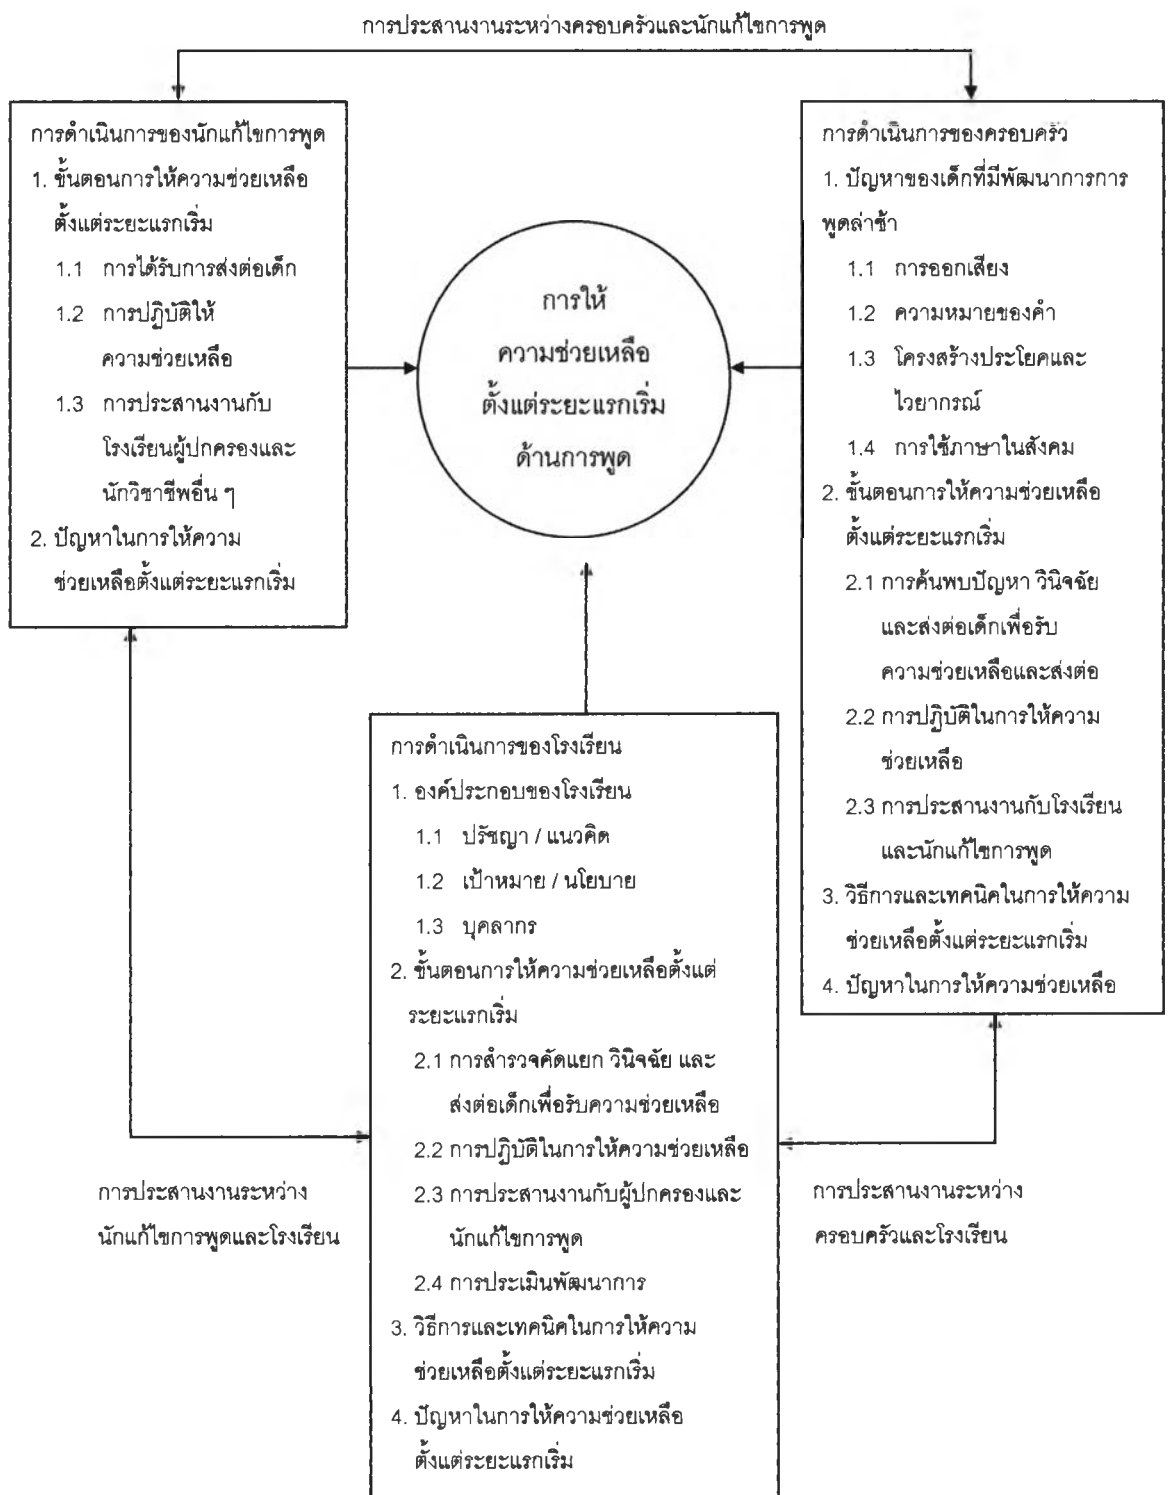 การประสานงานระหว่างครอบครัวและนักแก้ไขการพูด
การดำเนินการของนักแก้ไขการพูด
1. ขั้นตอนการให้ความช่วยเหลือ
ตั้งแต่ระยะแรกเริ่ม
1.1 การได้รับการส่งต่อเด็ก
1.2 การปฏิบัติให้
ความช่วยเหลือ
1.3 การประสานงานกับ
โรงเรียนผู้ปกครองและ
นักวิชาชีพอื่น ๆ
2. ปัญหาในการให้ความ
ช่วยเหลือตั้งแต่ระยะแรกเริ่ม
การให้
ความช่วยเหลือ
ตั้งแต่ระยะแรกเริ่ม
ด้านการพูด
การดำเนินการของครอบครัว
1. ปัญหาของเด็กที่มีพัฒนาการการ
พูดล่าช้า
1.1 การออกเสียง
1.2 ความหมายของคำ
1.3 โครงสร้างประโยคและ
ไวยากรณ์
1.4 การใช้ภาษาในสังคม
2. ขั้นตอนการให้ความช่วยเหลือ
ตั้งแต่ระยะแรกเริ่ม
2.1 การค้นพบปัญหา วินิจฉัย
และส่งต่อเด็กเพื่อรับ
ความช่วยเหลือและส่งต่อ
2.2 การปฏิบัติในการให้ความ
ช่วยเหลือ
2.3 การประสานงานกับโรงเรียน
และนักแก้ไขการพูด
3. วิธีการและเทคนิคในการให้ความ
ช่วยเหลือตั้งแต่ระยะแรกเริ่ม
4. ปัญหาในการให้ความช่วยเหลือ
การดำเนินการของโรงเรียน
1. องค์ประกอบของโรงเรียน
1.1 ปรัชญา / แนวคิด
1.2 เป้าหมาย / นโยบาย
1.3 บุคลากร
2. ขั้นตอนการให้ความช่วยเหลือตั้งแต่
ระยะแรกเริ่ม
2.1 การสำรวจคัดแยก วินิจฉัย และ
ส่งต่อเด็กเพื่อรับความช่วยเหลือ
2.2 การปฏิบัติในการให้ความช่วยเหลือ
2.3 การประสานงานกับผู้ปกครองและ
นักแก้ไขการพูด
2.4 การประเมินพัฒนาการ
3. วิธีการและเทคนิคในการให้ความ
ช่วยเหลือตั้งแต่ระยะแรกเริ่ม
4. ปัญหาในการให้ความช่วยเหลือ
ตั้งแต่ระยะแรกเริ่ม
การประสานงานระหว่าง
นักแก้ไขการพูดและโรงเรียน
การประสานงานระหว่าง
ครอบครัวและโรงเรียน